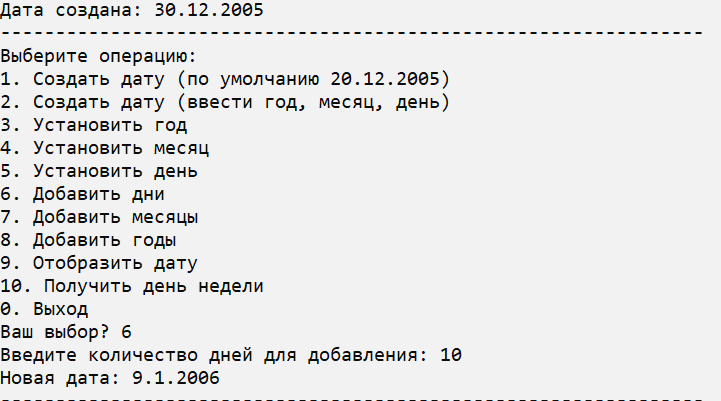 Дата создана: 30.12.2005
----------------------------------------------------------------
Выберите операцию:
1. Создать дату (по умолчанию 20.12.2005)
2. Создать дату (ввести год, месяц, день)
3. Установить год
4. Установить месяц
5. Установить день
6. Добавить дни
7. Добавить месяцы
8. Добавить годы
9. Отобразить дату
10. Получить день недели
0. Выход
Ваш выбор? 6
Введите количество дней для добавления: 10
Новая дата: 9.1.2006
----------------------------------------------------------------